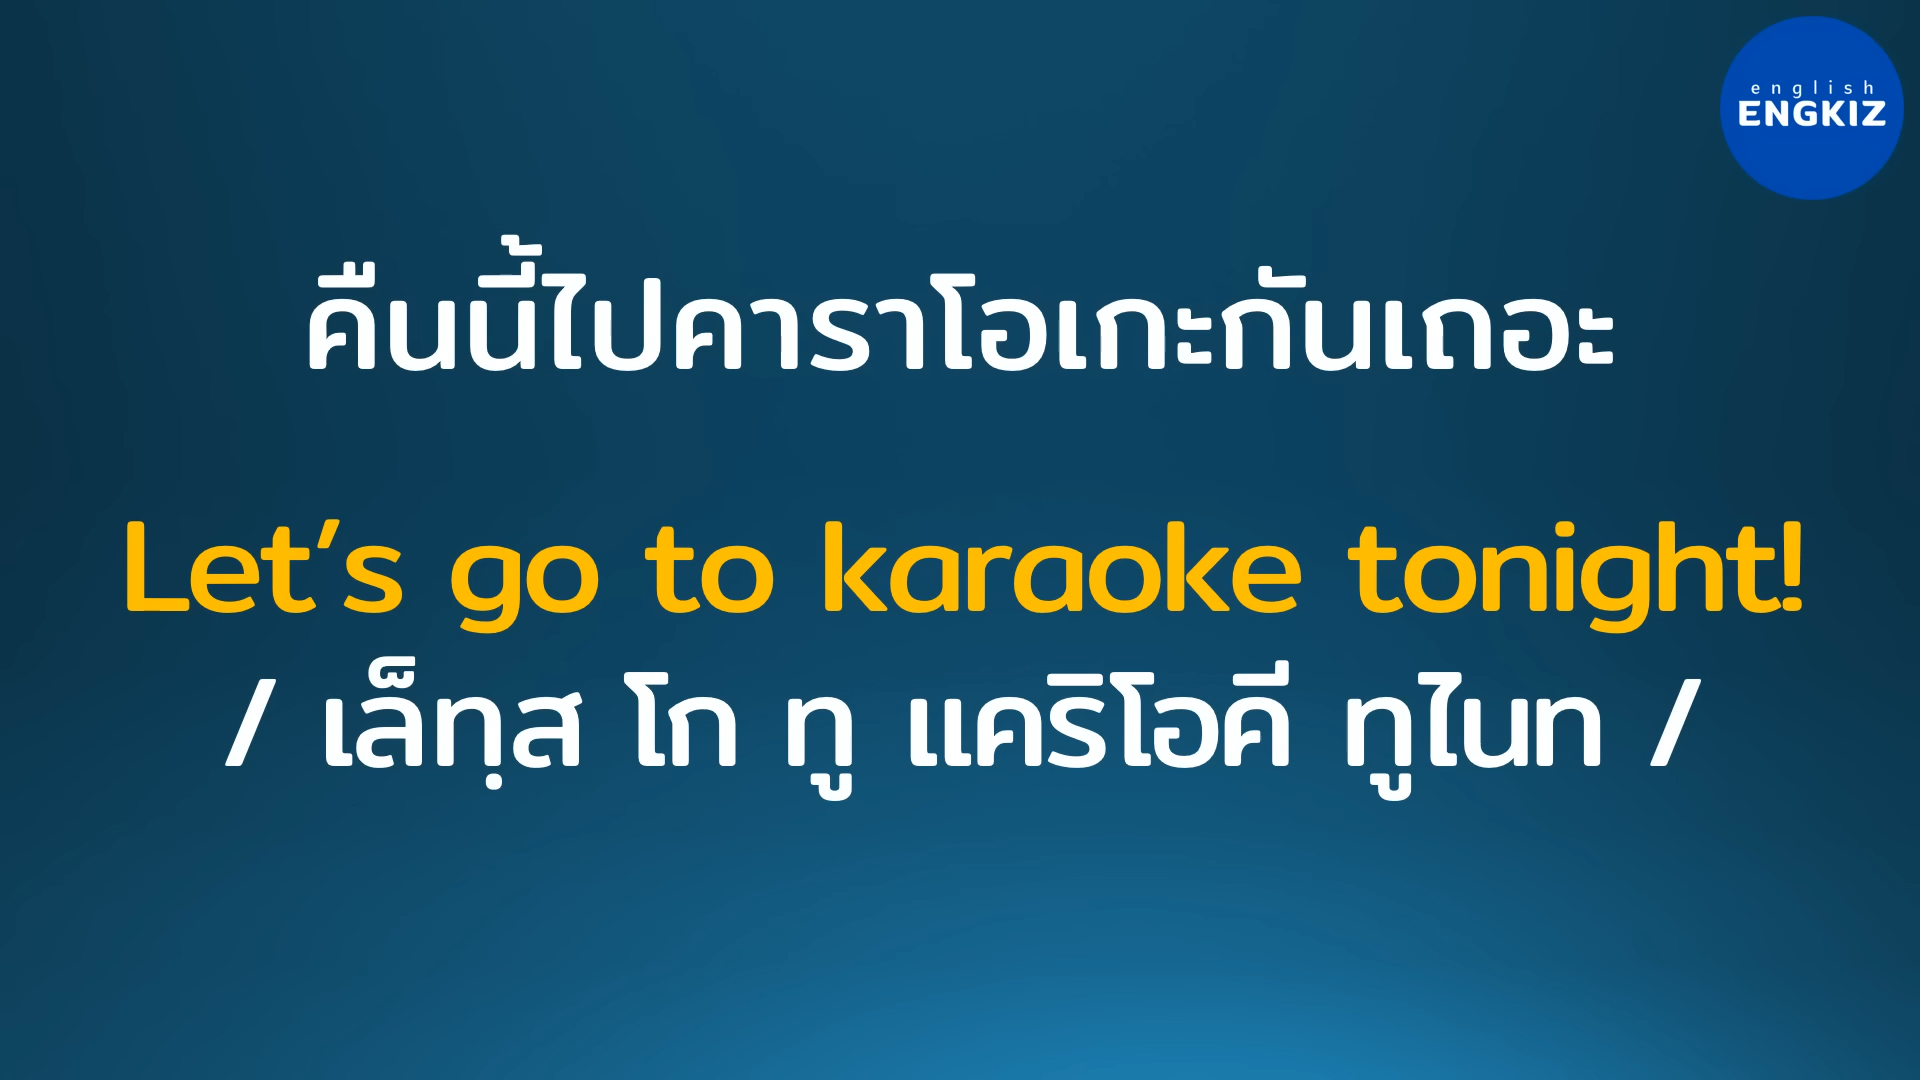 english
ENGKIZ
คืนนี้ไปคาราโอเกะกันเถอะ
Let’s go to karaoke tonight!
/ เล็ทฺส โก ทู แคริโอคี ทูไนท /